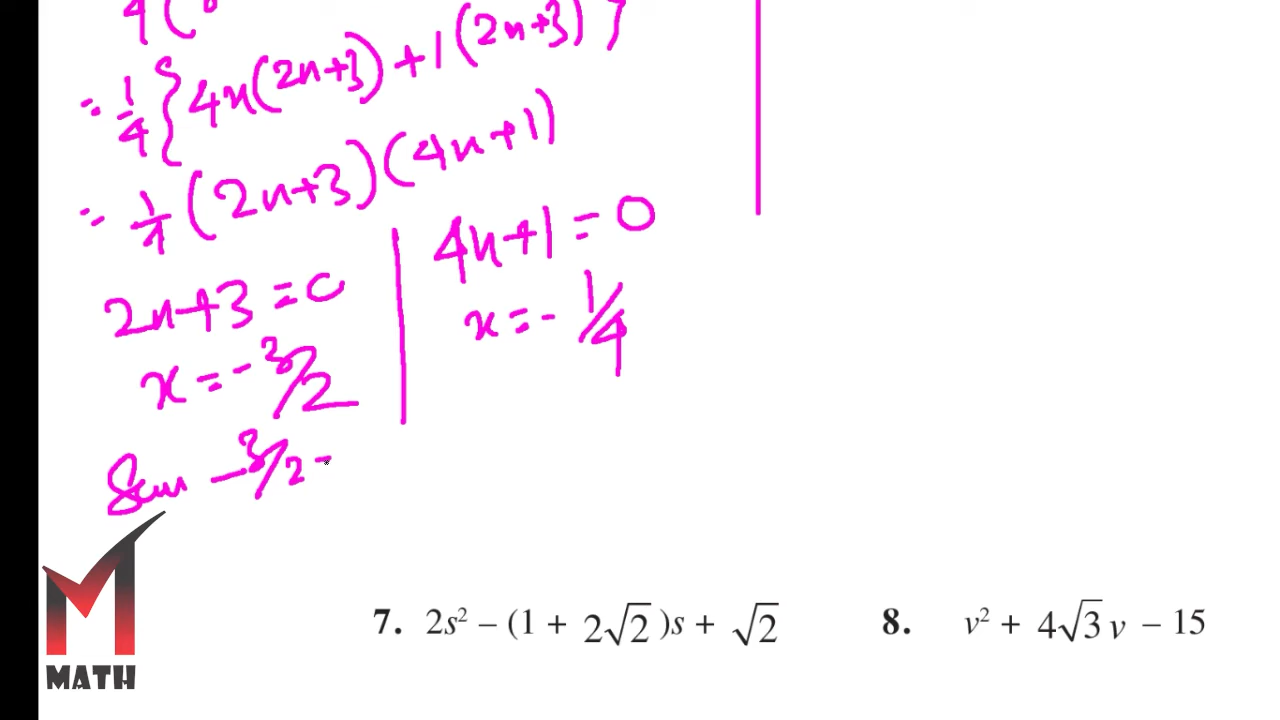 1/4 (
= 1/4 { 4x(2x+3) + 1(2x+3) }
= 1/4 (2x+3)(4x+1)
2x+3 = 0 | 4x+1 = 0
x = -3/2 | x = -1/4
Sum -3/2 -
7. 2s² – (1 + 2√2 )s + √2
8. v² + 4√3 v – 15
MATH